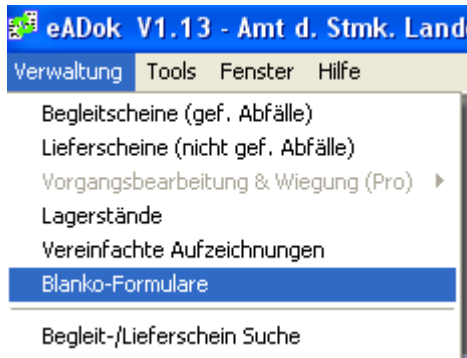 eADok V1.13 - Amt d. Stmk. Land
Verwaltung Tools Fenster Hilfe
Begleitscheine (gef. Abfälle)
Lieferscheine (nicht gef. Abfälle)
Vorgangsbearbeitung & Wiegung (Pro)
Lagerstände
Vereinfachte Aufzeichnungen
Blanko-Formulare
Begleit-/Lieferschein Suche